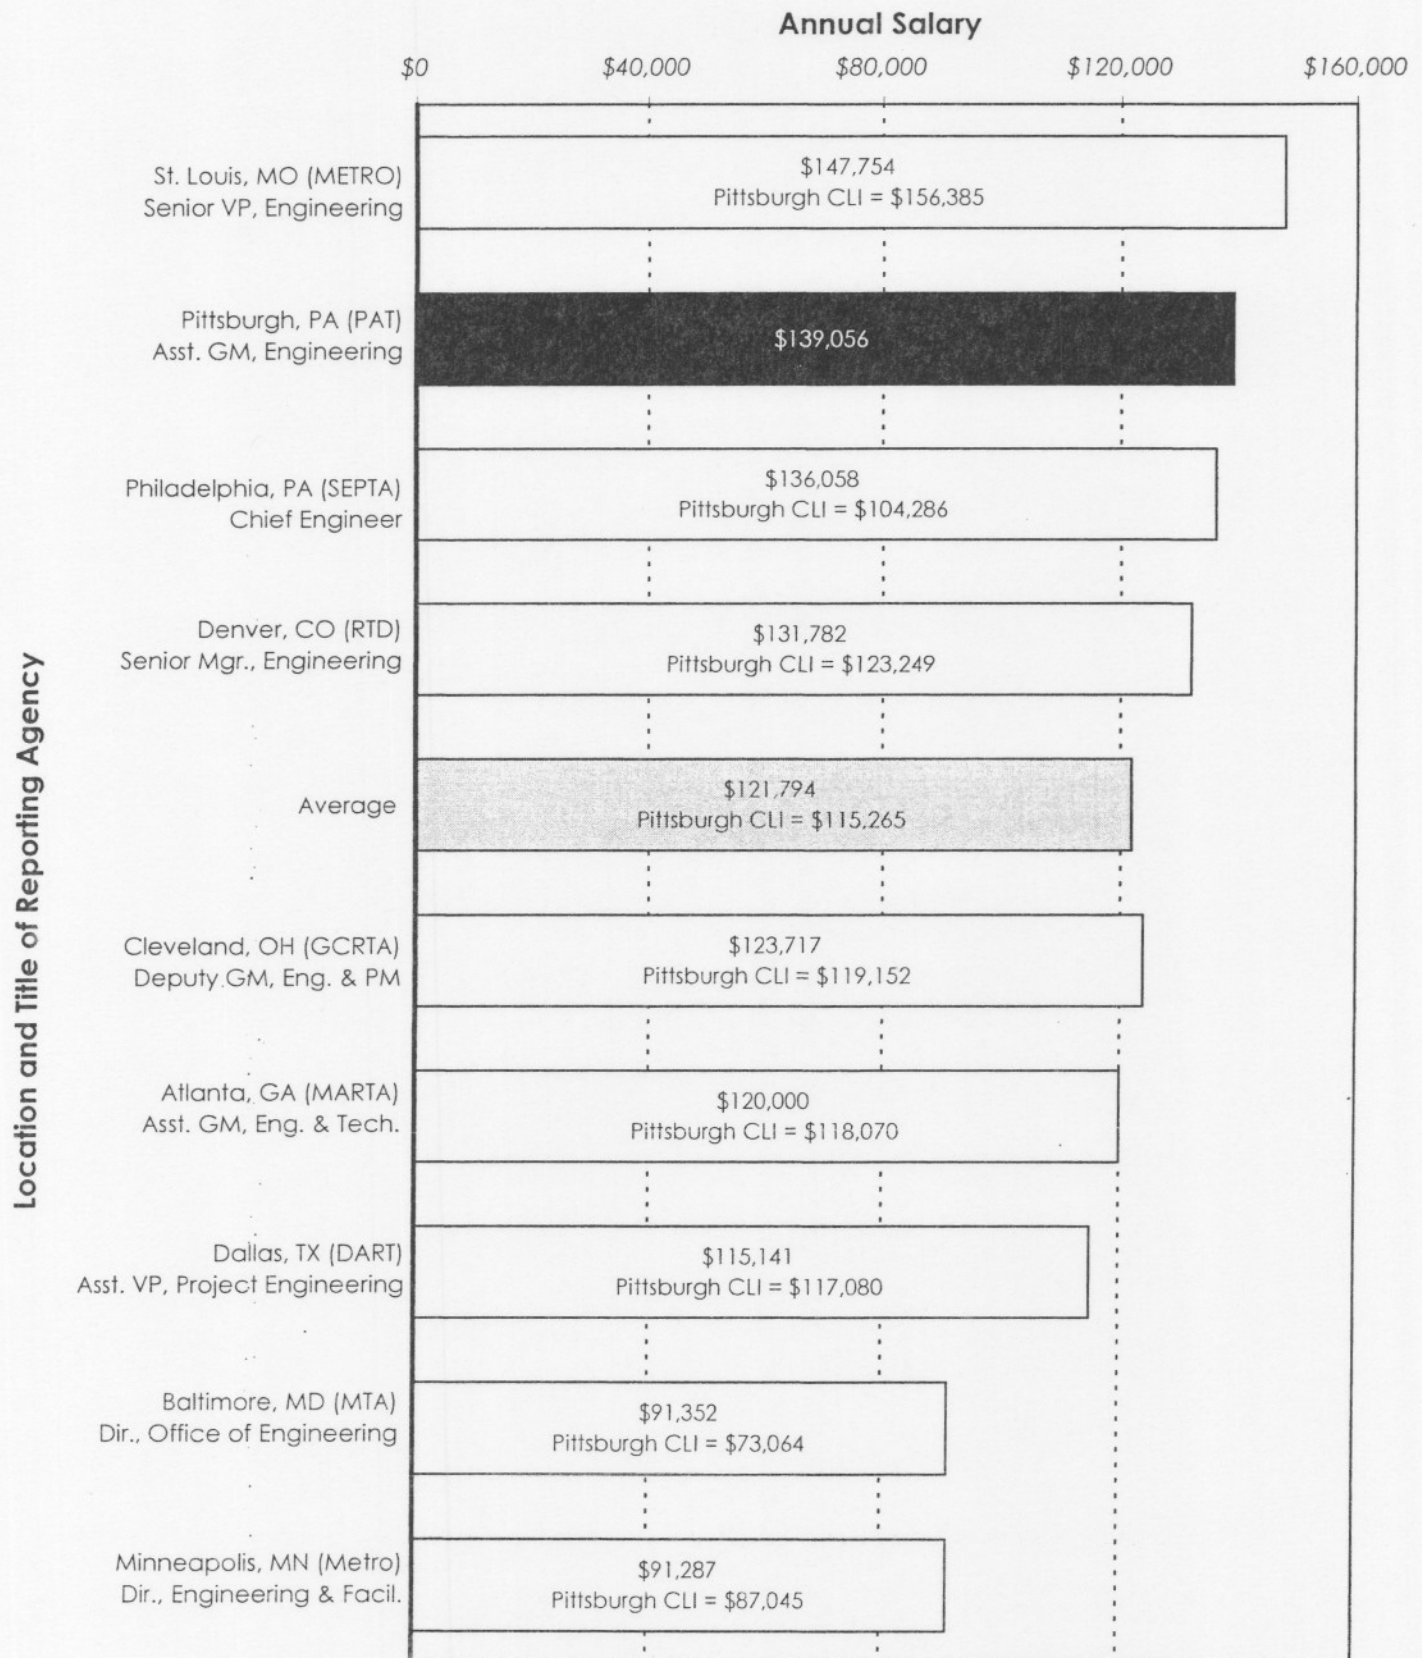 Annual Salary
$0 $40,000 $80,000 $120,000 $160,000
Location and Title of Reporting Agency
St. Louis, MO (METRO)
Senior VP, Engineering
$147,754
Pittsburgh CLI = $156,385
Pittsburgh, PA (PAT)
Asst. GM, Engineering
$139,056
Philadelphia, PA (SEPTA)
Chief Engineer
$136,058
Pittsburgh CLI = $104,286
Denver, CO (RTD)
Senior Mgr., Engineering
$131,782
Pittsburgh CLI = $123,249
Average
$121,794
Pittsburgh CLI = $115,265
Cleveland, OH (GCRTA)
Deputy GM, Eng. & PM
$123,717
Pittsburgh CLI = $119,152
Atlanta, GA (MARTA)
Asst. GM, Eng. & Tech.
$120,000
Pittsburgh CLI = $118,070
Dallas, TX (DART)
Asst. VP, Project Engineering
$115,141
Pittsburgh CLI = $117,080
Baltimore, MD (MTA)
Dir., Office of Engineering
$91,352
Pittsburgh CLI = $73,064
Minneapolis, MN (Metro)
Dir., Engineering & Facil.
$91,287
Pittsburgh CLI = $87,045